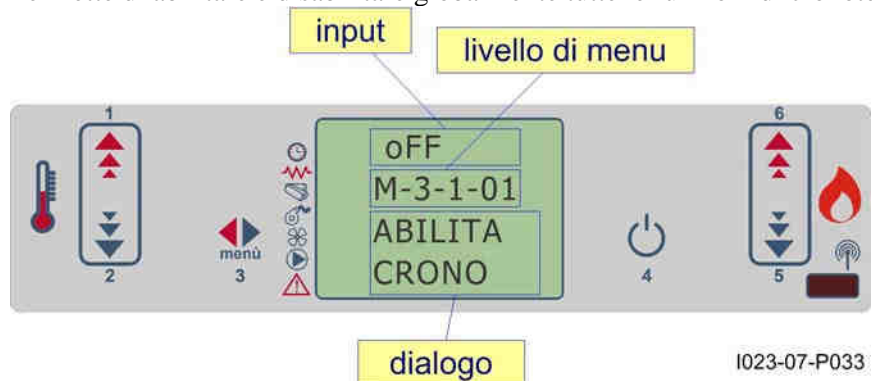 input
livello di menu
1
6
oFF
M-3-1-01
ABILITA
CRONO
menù
2
3
4
5
dialogo
I023-07-P033